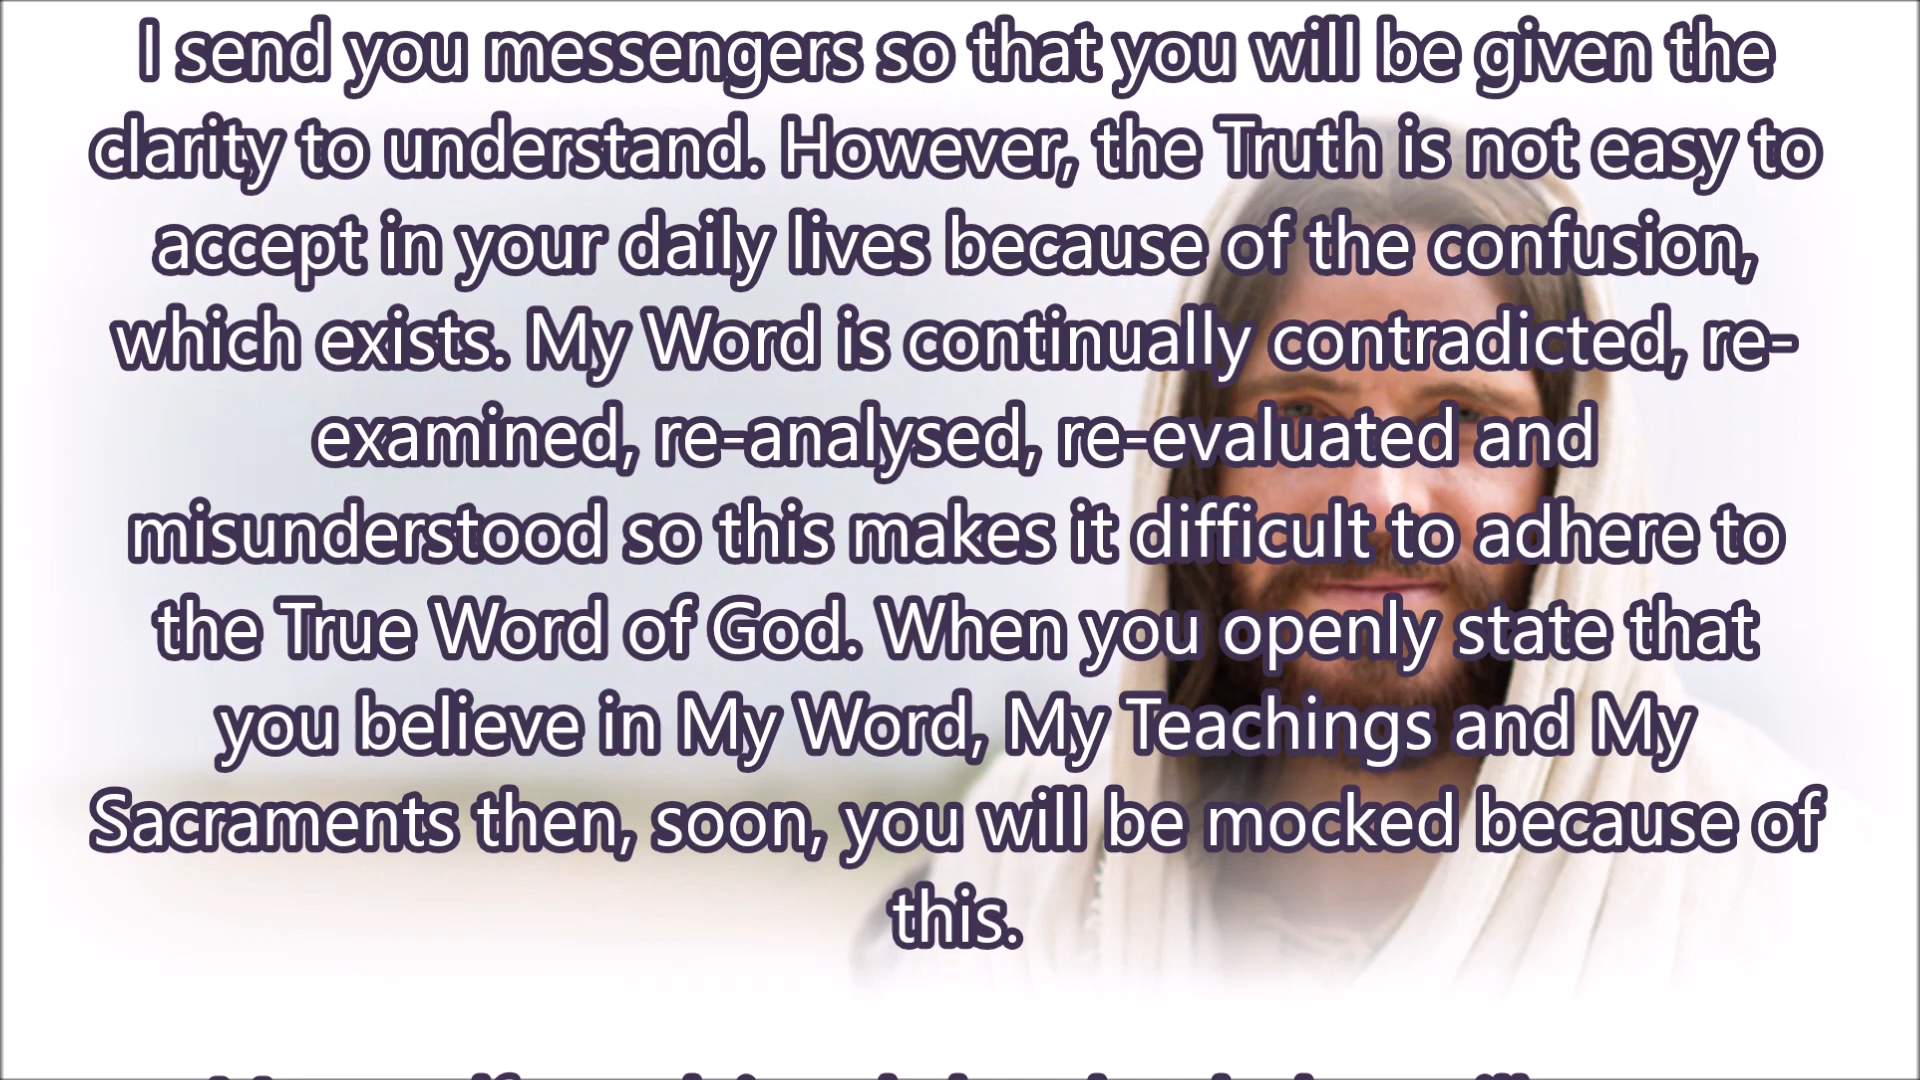 I send you messengers so that you will be given the
clarity to understand. However, the Truth is not easy to
accept in your daily lives because of the confusion,
which exists. My Word is continually contradicted, re-
examined, re-analysed, re-evaluated and
misunderstood so this makes it difficult to adhere to
the True Word of God. When you openly state that
you believe in My Word, My Teachings and My
Sacraments then, soon, you will be mocked because of
this.